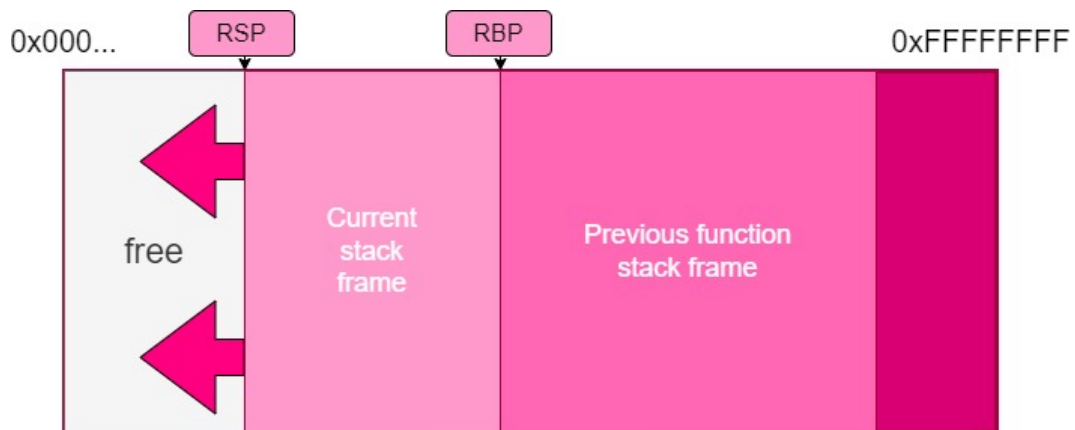 0x000...
RSP
RBP
0xFFFFFFFF
free
Current
stack
frame
Previous function
stack frame